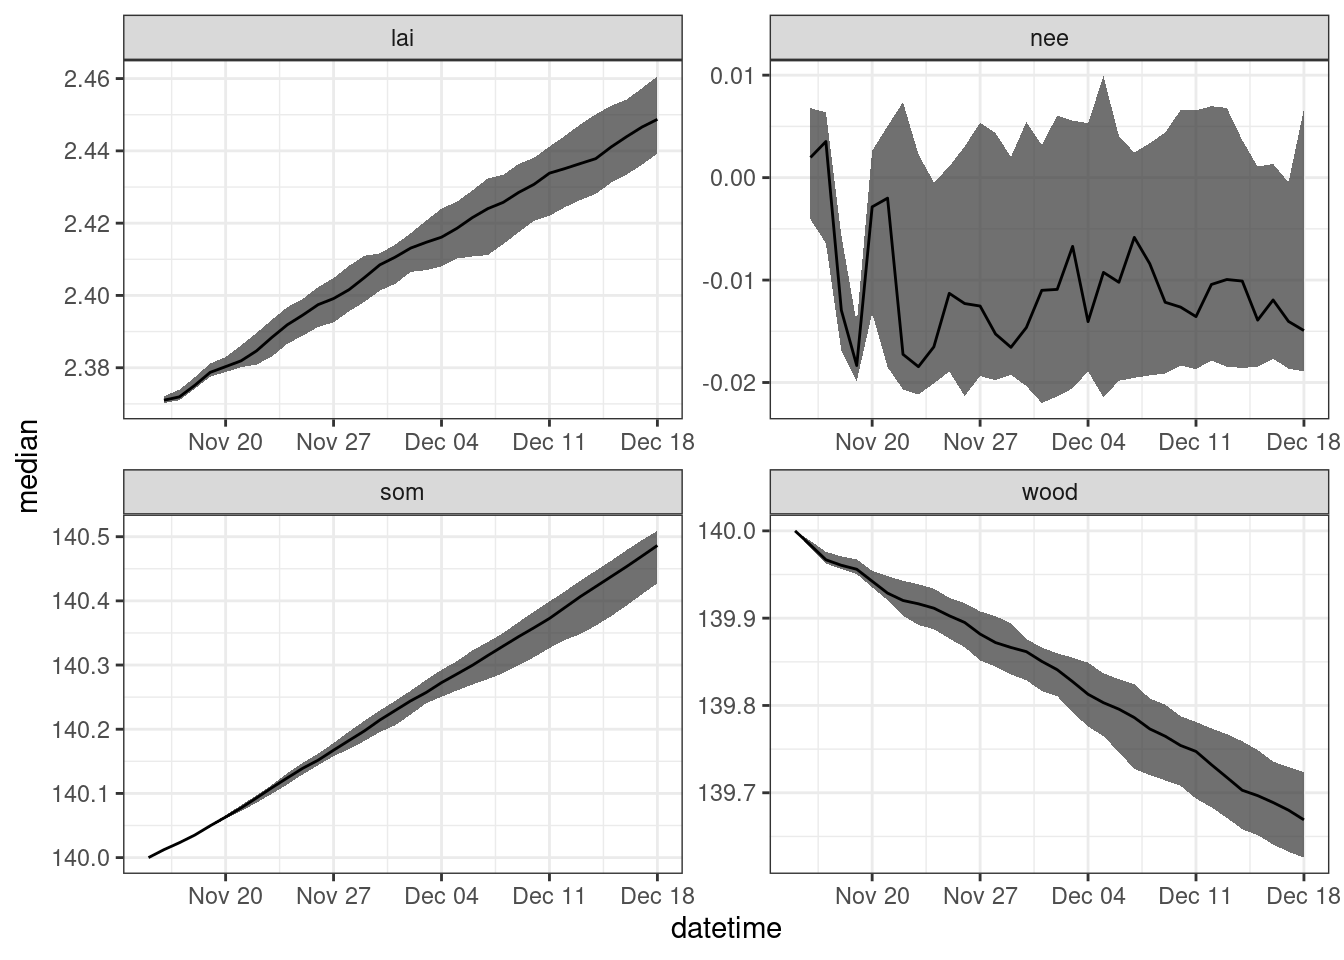 lai
nee
2.46
2.44
2.42
2.40
2.38
0.01
0.00
-0.01
-0.02
Nov 20 Nov 27 Dec 04 Dec 11 Dec 18
Nov 20 Nov 27 Dec 04 Dec 11 Dec 18
median
som
wood
140.5
140.4
140.3
140.2
140.1
140.0
140.0
139.9
139.8
139.7
Nov 20 Nov 27 Dec 04 Dec 11 Dec 18
Nov 20 Nov 27 Dec 04 Dec 11 Dec 18
datetime